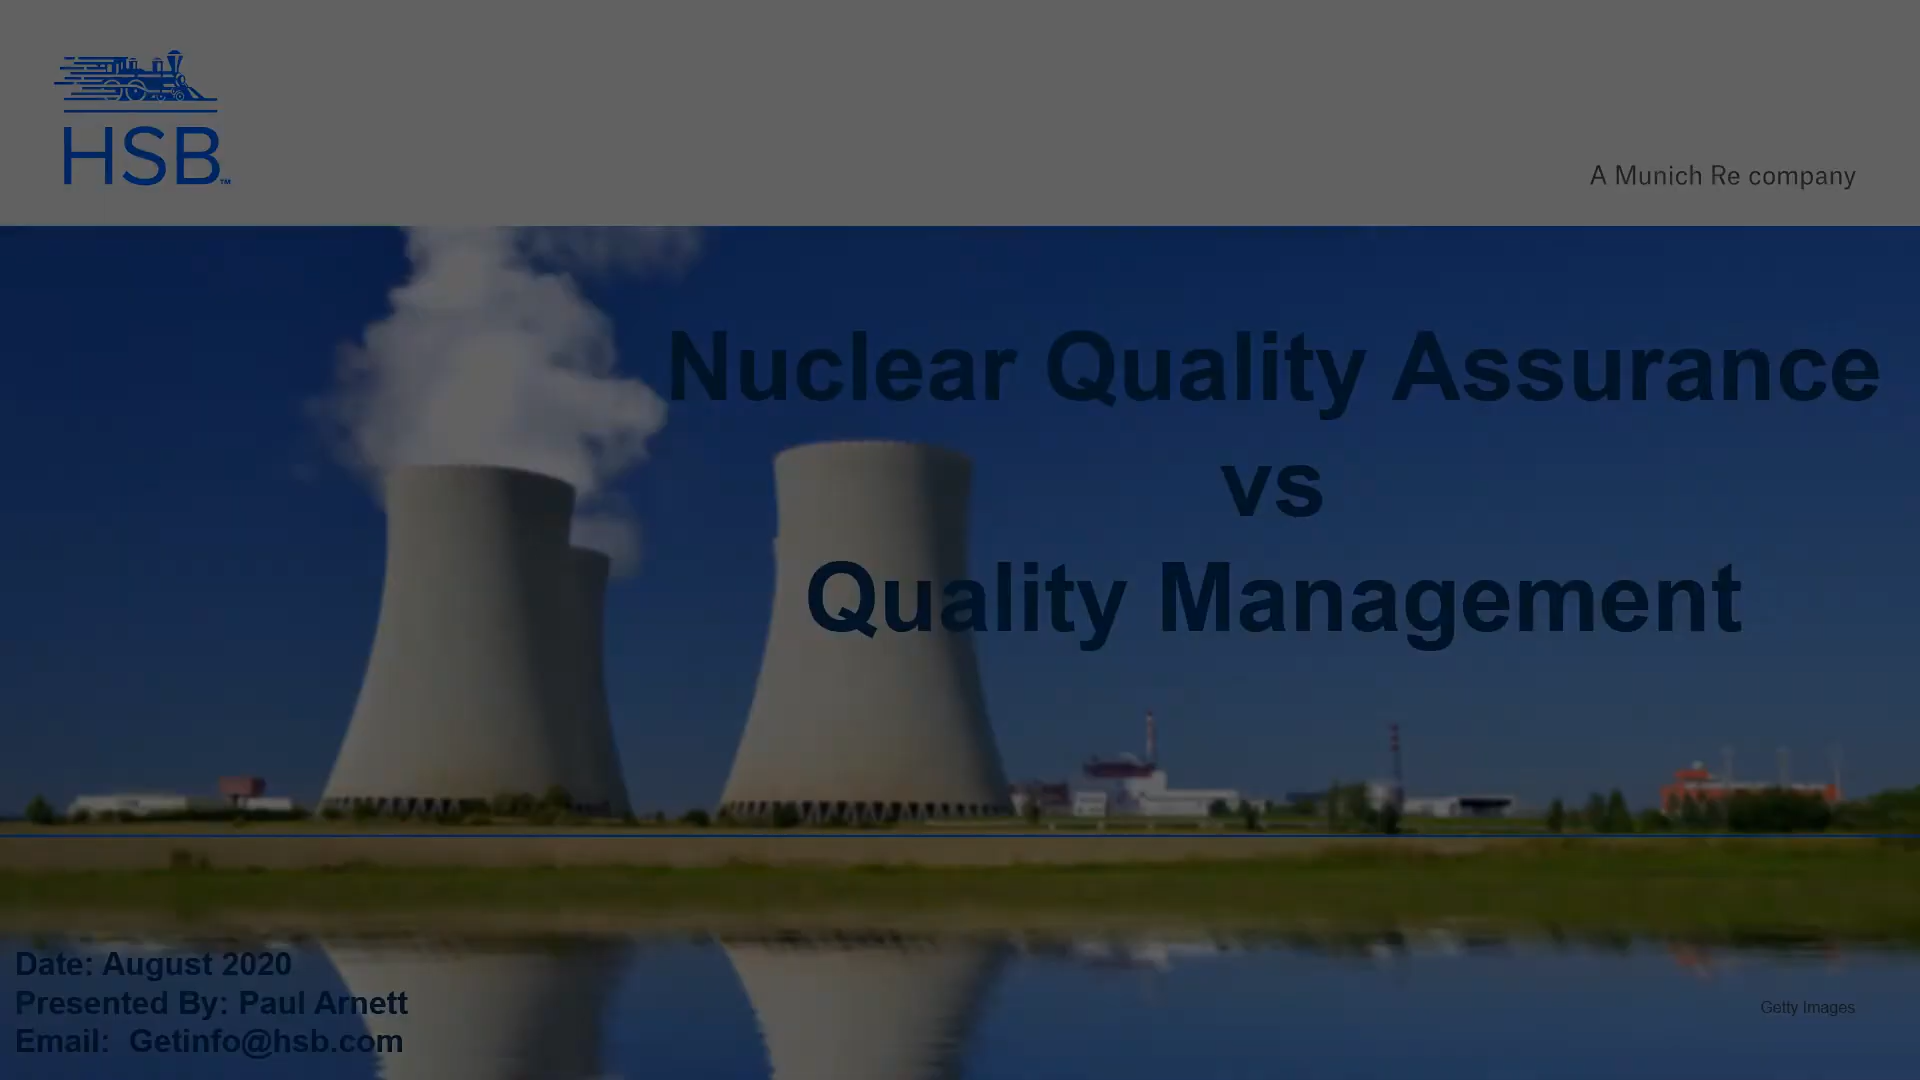 HSB™
A Munich Re company
Nuclear Quality Assurance
vs
Quality Management
Date: August 2020
Presented By: Paul Arnett
Email:  Getinfo@hsb.com
Getty Images